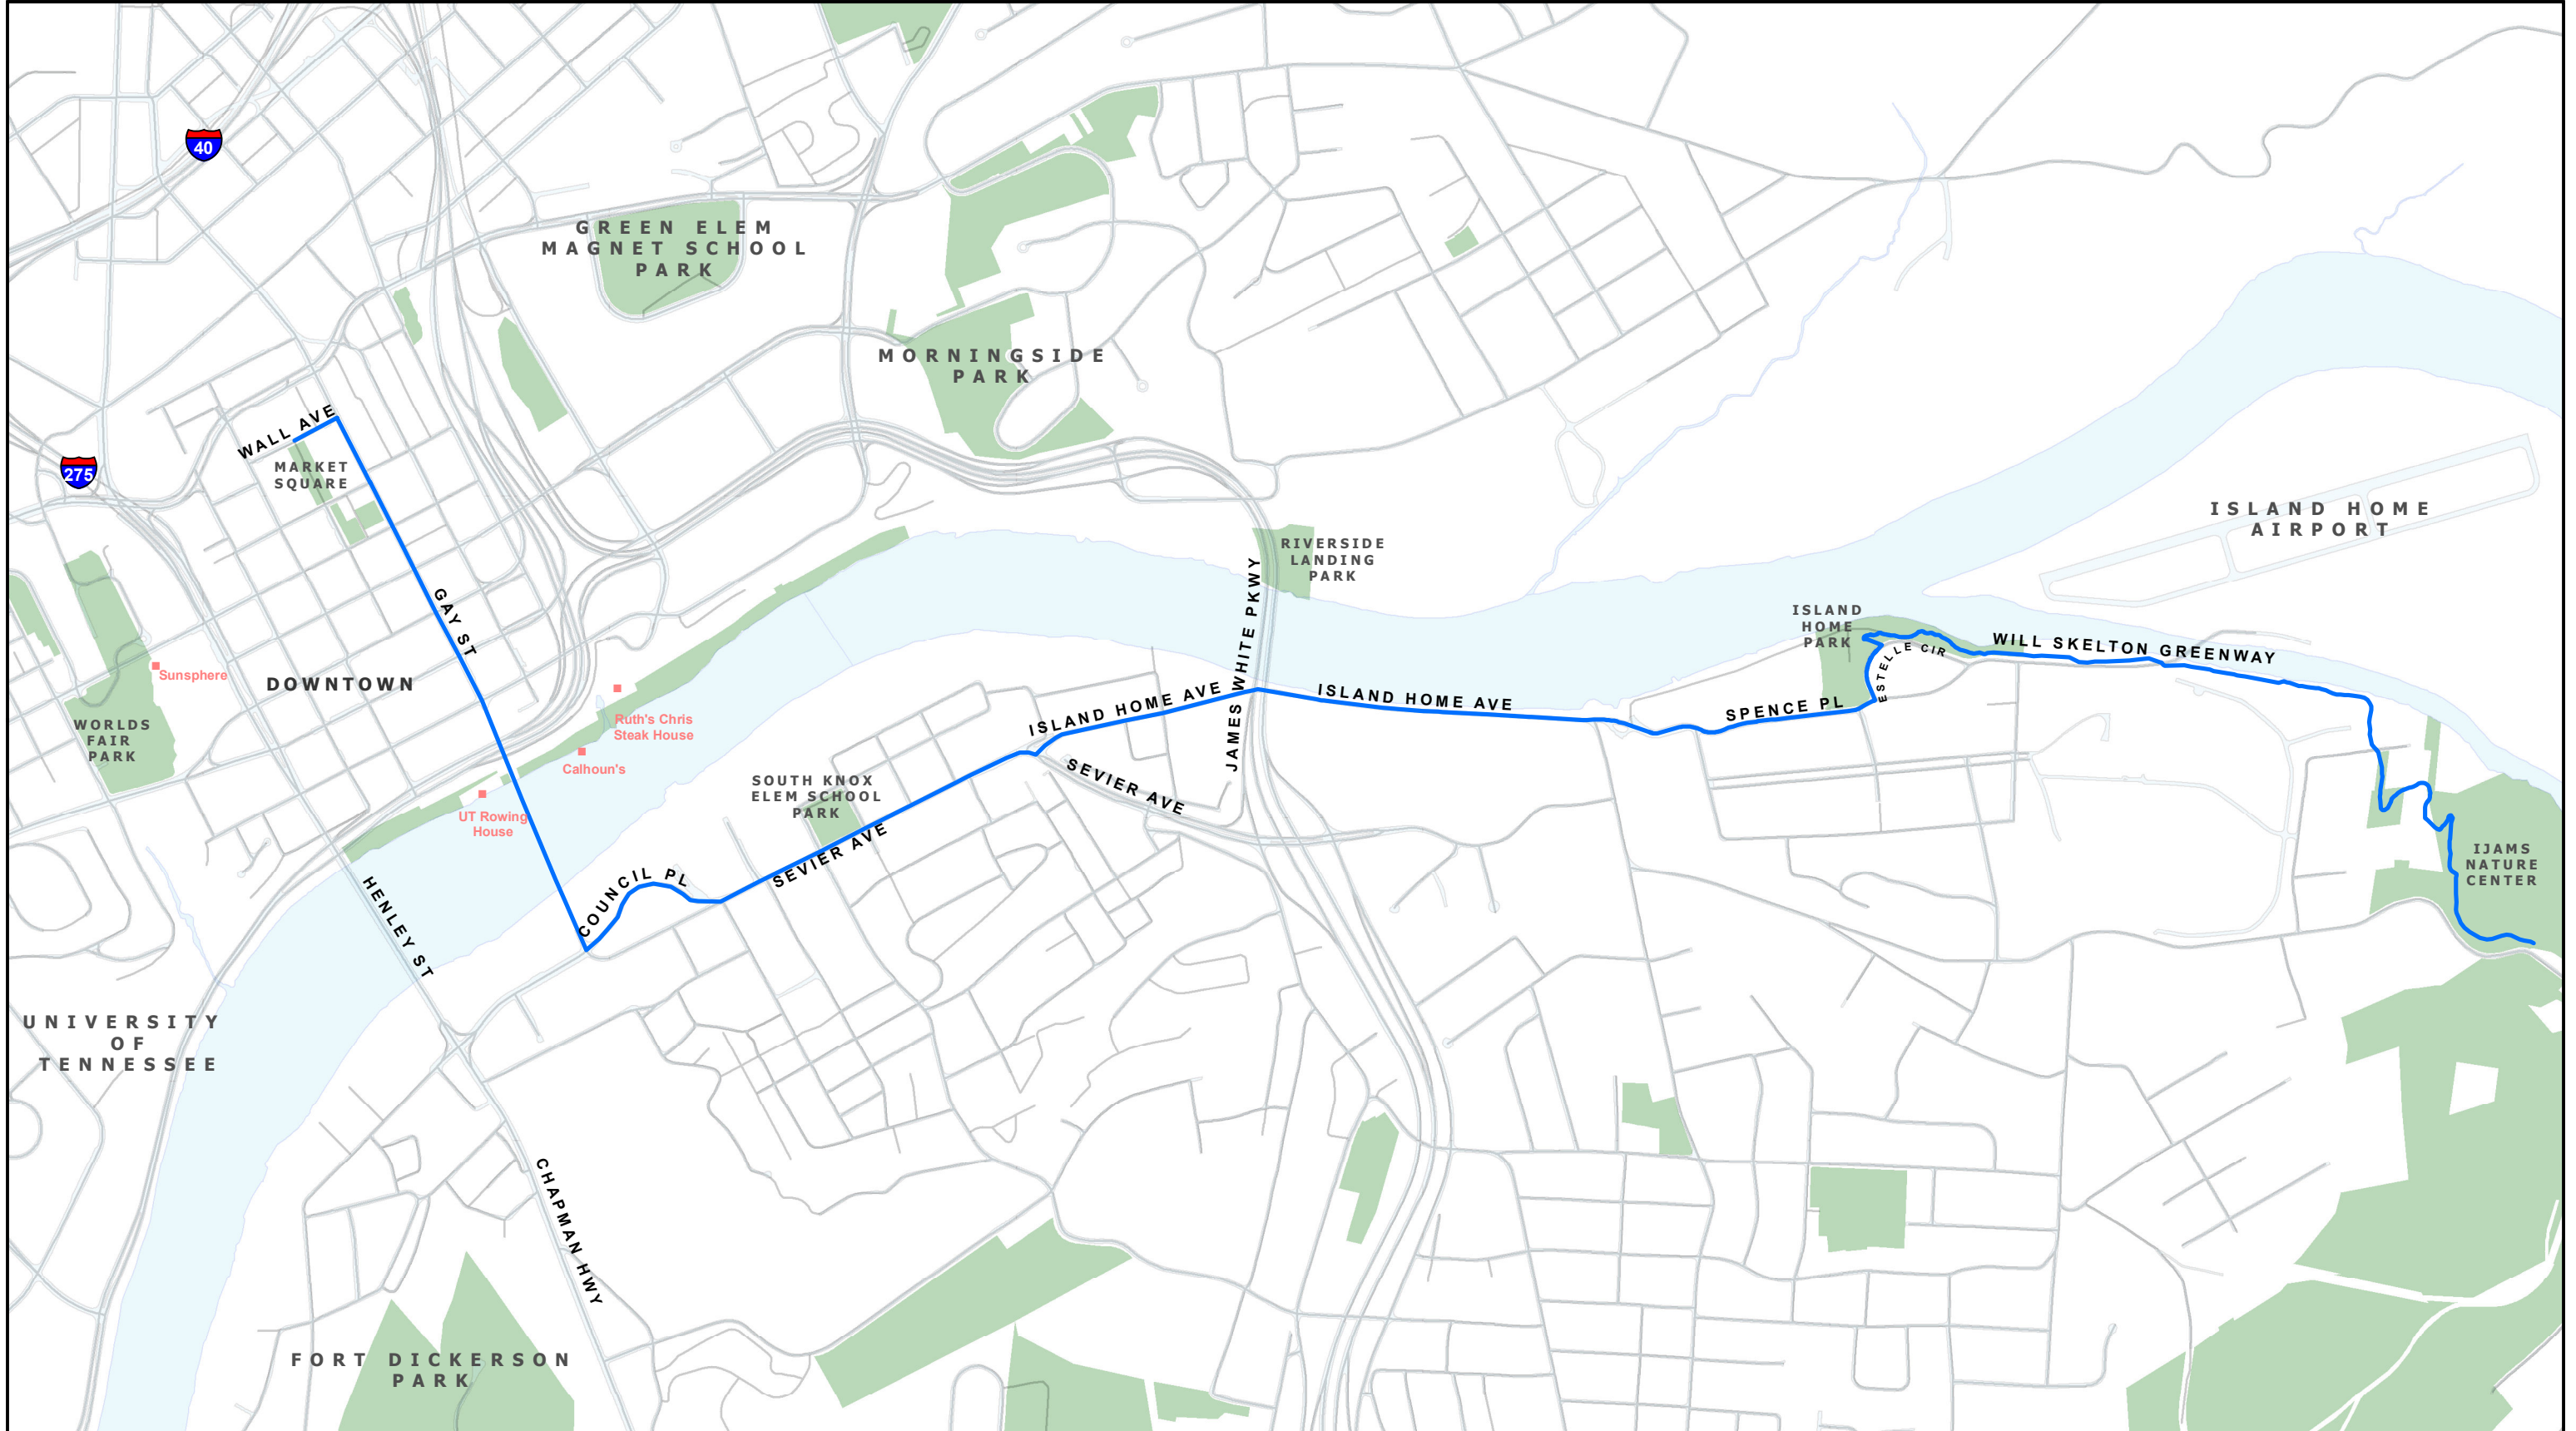 40
GREEN ELEM
MAGNET SCHOOL
PARK
MORNINGSIDE
PARK
WALL AVE
275
MARKET
SQUARE
ISLAND HOME
AIRPORT
RIVERSIDE
LANDING
PARK
GAY ST
JAMES WHITE PKWY
ISLAND
HOME
PARK
ESTELLE CIR
WILL SKELTON GREENWAY
Sunsphere
DOWNTOWN
ISLAND HOME AVE
ISLAND HOME AVE
SPENCE PL
WORLDS
FAIR
PARK
Ruth's Chris
Steak House
Calhoun's
SEVIER AVE
SOUTH KNOX
ELEM SCHOOL
PARK
UT Rowing
House
SEVIER AVE
IJAMS
NATURE
CENTER
COUNCIL PL
HENLEY ST
UNIVERSITY
OF
TENNESSEE
CHAPMAN HWY
FORT DICKERSON
PARK